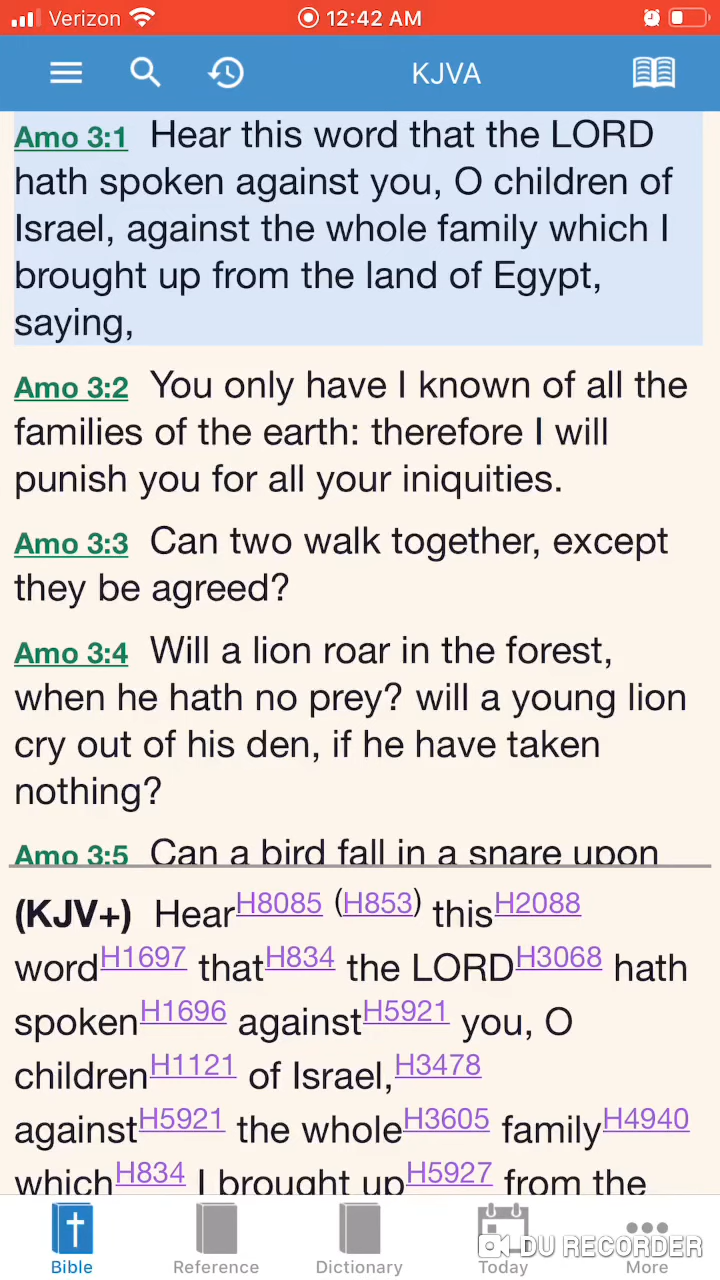 Verizon 12:42 AM
KJVA
Amo 3:1 Hear this word that the LORD
hath spoken against you, O children of
Israel, against the whole family which I
brought up from the land of Egypt,
saying,
Amo 3:2 You only have I known of all the
families of the earth: therefore I will
punish you for all your iniquities.
Amo 3:3 Can two walk together, except
they be agreed?
Amo 3:4 Will a lion roar in the forest,
when he hath no prey? will a young lion
cry out of his den, if he have taken
nothing?
Amo 3:5 Can a bird fall in a snare upon
(KJV+) HearH8085 (H853) thisH2088
wordH1697 thatH834 the LORDH3068 hath
spokenH1696 againstH5921 you, O
childrenH1121 of Israel,H3478
againstH5921 the wholeH3605 familyH4940
whichH834 I brought upH5927 from the
DU RECORDER
Bible Reference Dictionary Today More